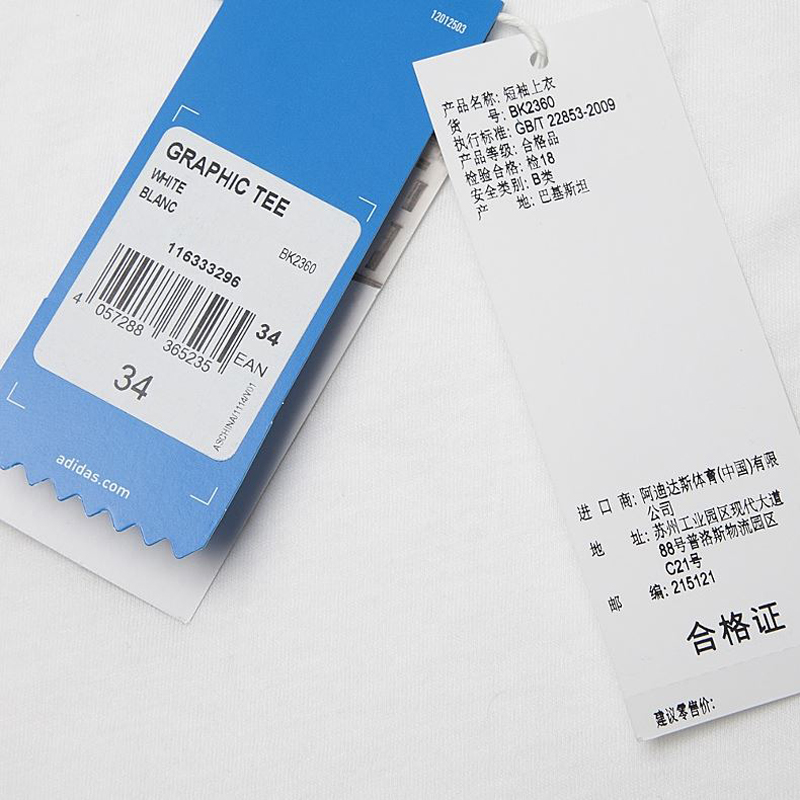 12012503
GRAPHIC TEE
WHITE
BLANC
BK2360
116333296
4 057288 365235
34
EAN
34
ASCHINA/1114/V01
adidas.com
产品名称: 短袖上衣
货 号: BK2360
执行标准: GB/T 22853-2009
产品等级: 合格品
检验合格: 检18
安全类别: B类
产 地: 巴基斯坦
进 口 商: 阿迪达斯体育(中国)有限
公司
地 址: 苏州工业园区现代大道
88号普洛斯物流园区
C21号
邮 编: 215121
合格证
建议零售价: